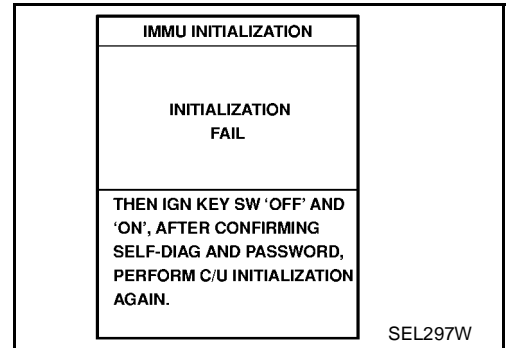 IMMU INITIALIZATION
INITIALIZATION
FAIL
THEN IGN KEY SW ‘OFF’ AND
‘ON’, AFTER CONFIRMING
SELF-DIAG AND PASSWORD,
PERFORM C/U INITIALIZATION
AGAIN.
SEL297W